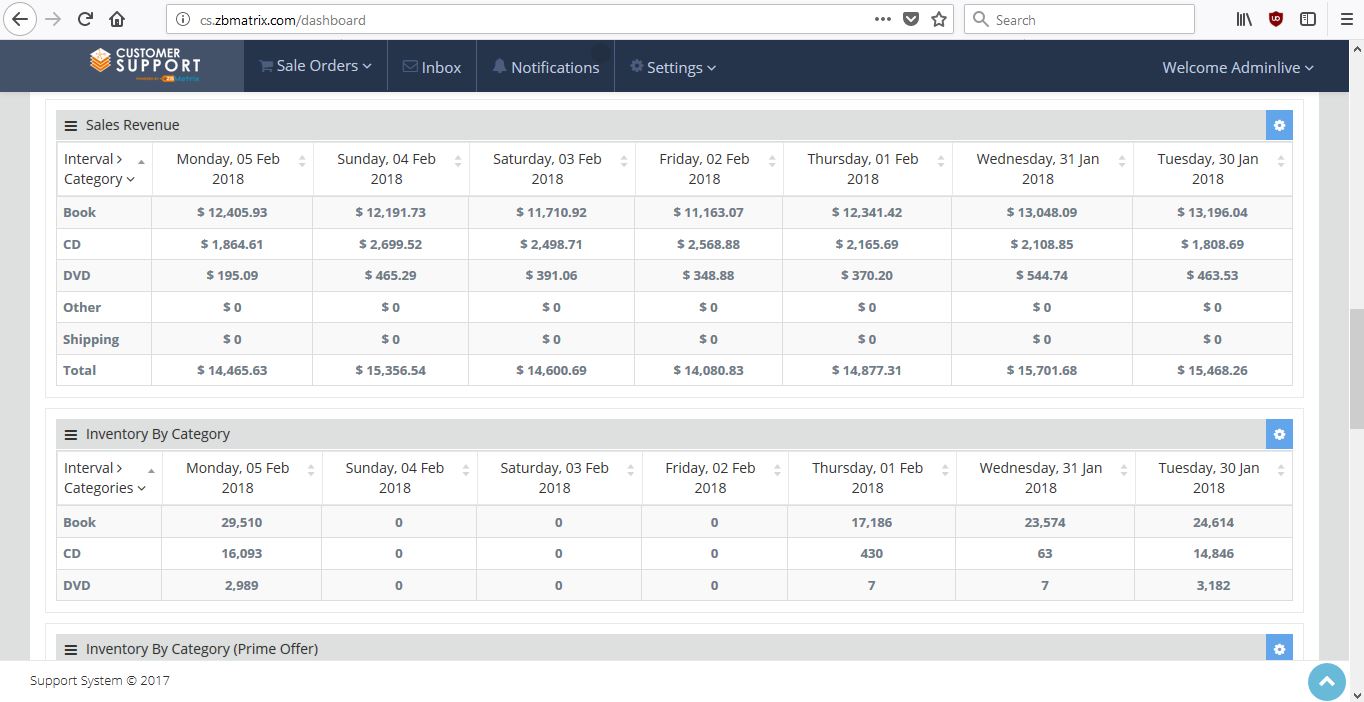 cs.zbmatrix.com/dashboard
Search
CUSTOMER SUPPORT
POWERED BY ZB Matrix
Sale Orders
Inbox
Notifications
Settings
Welcome Adminlive
Sales Revenue
Interval > Category Monday, 05 Feb 2018 Sunday, 04 Feb 2018 Saturday, 03 Feb 2018 Friday, 02 Feb 2018 Thursday, 01 Feb 2018 Wednesday, 31 Jan 2018 Tuesday, 30 Jan 2018
Book $ 12,405.93 $ 12,191.73 $ 11,710.92 $ 11,163.07 $ 12,341.42 $ 13,048.09 $ 13,196.04
CD $ 1,864.61 $ 2,699.52 $ 2,498.71 $ 2,568.88 $ 2,165.69 $ 2,108.85 $ 1,808.69
DVD $ 195.09 $ 465.29 $ 391.06 $ 348.88 $ 370.20 $ 544.74 $ 463.53
Other $ 0 $ 0 $ 0 $ 0 $ 0 $ 0 $ 0
Shipping $ 0 $ 0 $ 0 $ 0 $ 0 $ 0 $ 0
Total $ 14,465.63 $ 15,356.54 $ 14,600.69 $ 14,080.83 $ 14,877.31 $ 15,701.68 $ 15,468.26
Inventory By Category
Interval > Categories Monday, 05 Feb 2018 Sunday, 04 Feb 2018 Saturday, 03 Feb 2018 Friday, 02 Feb 2018 Thursday, 01 Feb 2018 Wednesday, 31 Jan 2018 Tuesday, 30 Jan 2018
Book 29,510 0 0 0 17,186 23,574 24,614
CD 16,093 0 0 0 430 63 14,846
DVD 2,989 0 0 0 7 7 3,182
Inventory By Category (Prime Offer)
Support System © 2017